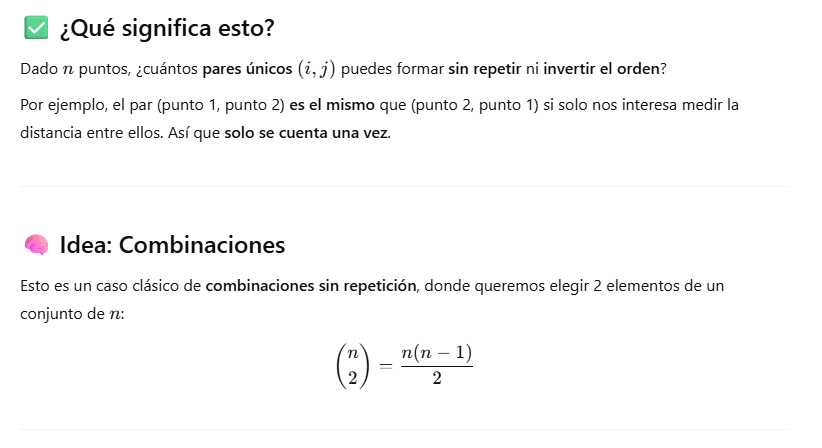 ✅ ¿Qué significa esto?
Dado n puntos, ¿cuántos pares únicos (i, j) puedes formar sin repetir ni invertir el orden?
Por ejemplo, el par (punto 1, punto 2) es el mismo que (punto 2, punto 1) si solo nos interesa medir la
distancia entre ellos. Así que solo se cuenta una vez.
🧠 Idea: Combinaciones
Esto es un caso clásico de combinaciones sin repetición, donde queremos elegir 2 elementos de un
conjunto de n:
(n 2) = n(n − 1) / 2